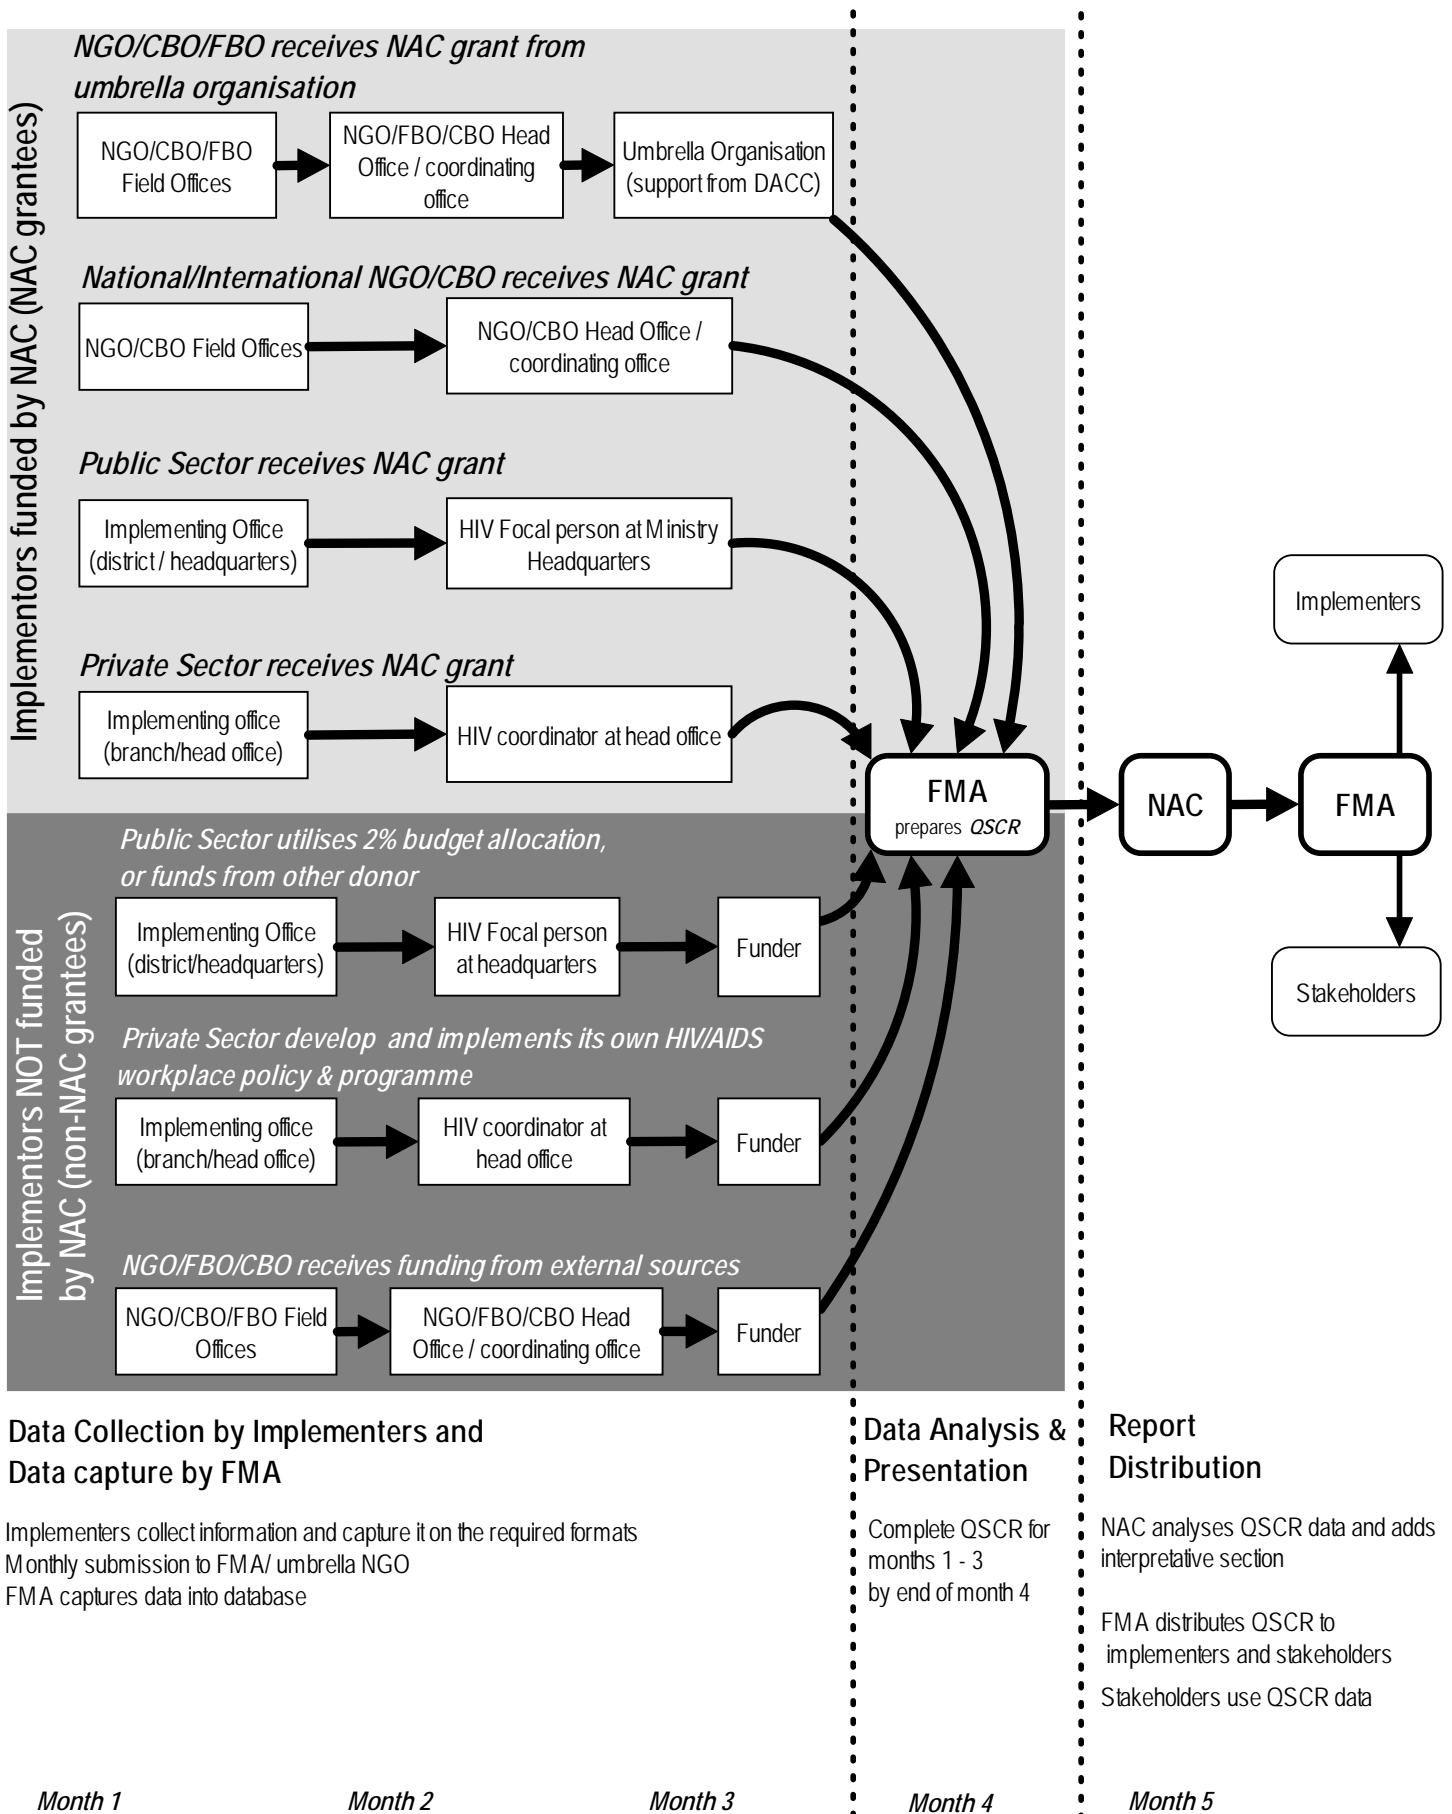 Implementors funded by NAC (NAC grantees)
NGO/CBO/FBO receives NAC grant from
umbrella organisation
NGO/CBO/FBO
Field Offices
NGO/FBO/CBO Head
Office / coordinating
office
Umbrella Organisation
(support from DACC)
National/International NGO/CBO receives NAC grant
NGO/CBO Field Offices
NGO/CBO Head Office /
coordinating office
Public Sector receives NAC grant
Implementing Office
(district / headquarters)
HIV Focal person at Ministry
Headquarters
Private Sector receives NAC grant
Implementing office
(branch/head office)
HIV coordinator at head office
FMA
prepares QSCR
NAC
FMA
Implementers
Stakeholders
Implementors NOT funded
by NAC (non-NAC grantees)
Public Sector utilises 2% budget allocation,
or funds from other donor
Implementing Office
(district/headquarters)
HIV Focal person
at headquarters
Funder
Private Sector develop and implements its own HIV/AIDS
workplace policy & programme
Implementing office
(branch/head office)
HIV coordinator at
head office
Funder
NGO/FBO/CBO receives funding from external sources
NGO/CBO/FBO Field
Offices
NGO/FBO/CBO Head
Office / coordinating office
Funder
Data Collection by Implementers and
Data capture by FMA
Implementers collect information and capture it on the required formats
Monthly submission to FMA/ umbrella NGO
FMA captures data into database
Data Analysis &
Presentation
Complete QSCR for
months 1 - 3
by end of month 4
Report
Distribution
NAC analyses QSCR data and adds
interpretative section
FMA distributes QSCR to
implementers and stakeholders
Stakeholders use QSCR data
Month 1
Month 2
Month 3
Month 4
Month 5